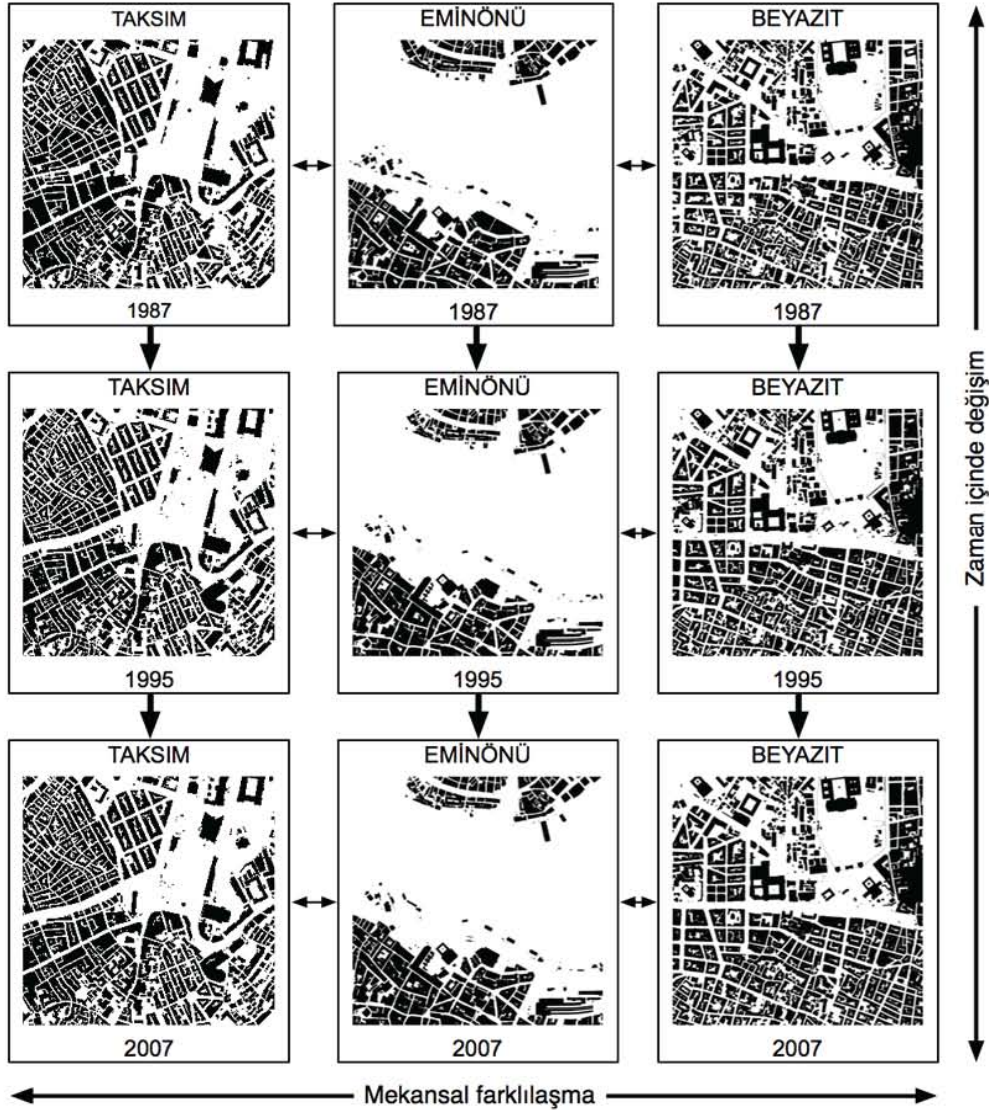 TAKSIM
EMİNÖNÜ
BEYAZIT
1987
1987
1987
TAKSIM
EMİNÖNÜ
BEYAZIT
1995
1995
1995
TAKSIM
EMİNÖNÜ
BEYAZIT
2007
2007
2007
Zaman içinde değişim
Mekansal farklılaşma